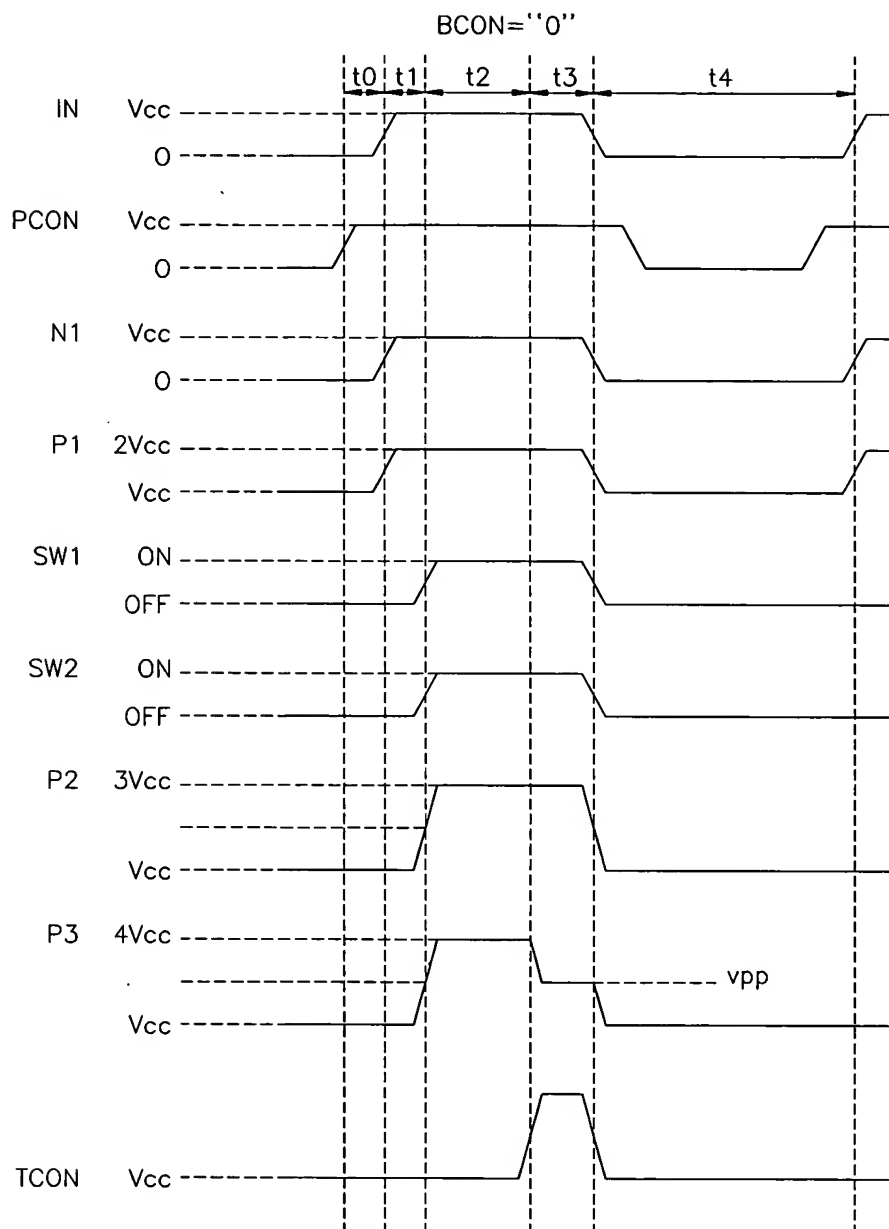 BCON=‘‘0’’
t0 t1 t2 t3 t4
IN Vcc
0
PCON Vcc
0
N1 Vcc
0
P1 2Vcc
Vcc
SW1 ON
OFF
SW2 ON
OFF
P2 3Vcc
Vcc
P3 4Vcc
vpp
Vcc
TCON Vcc